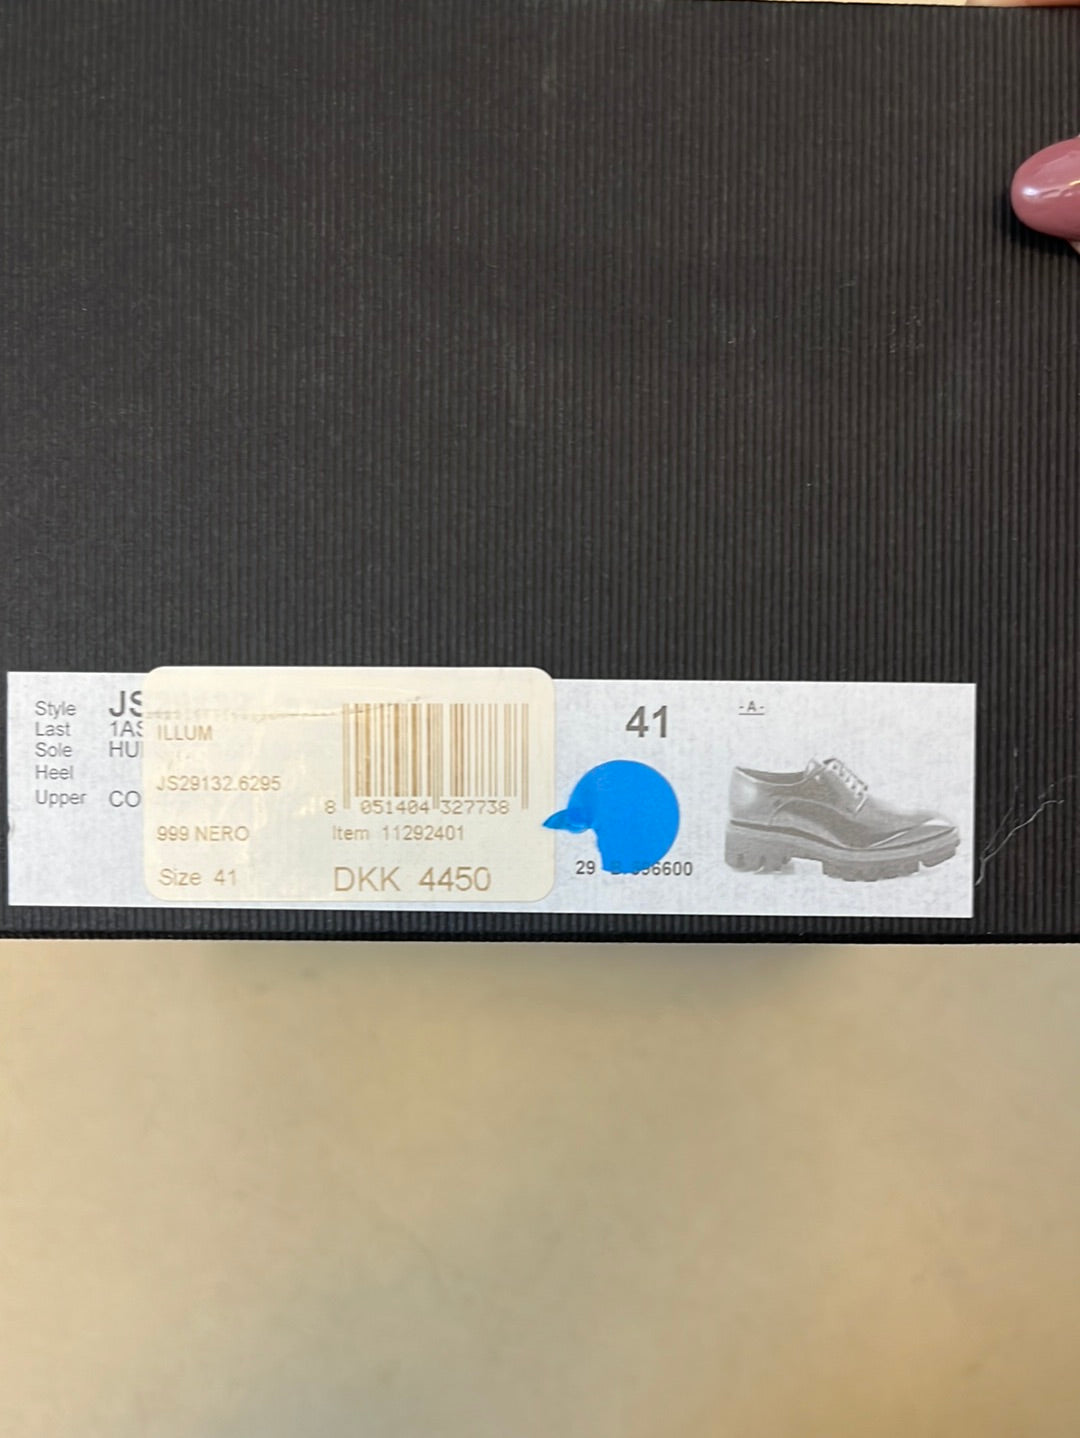 Style JS
Last 1AS
Sole HU
Heel
Upper CO
ILLUM
JS29132.6295
8 051404 327738
999 NERO Item 11292401
Size 41 DKK 4450
41
-A-
29